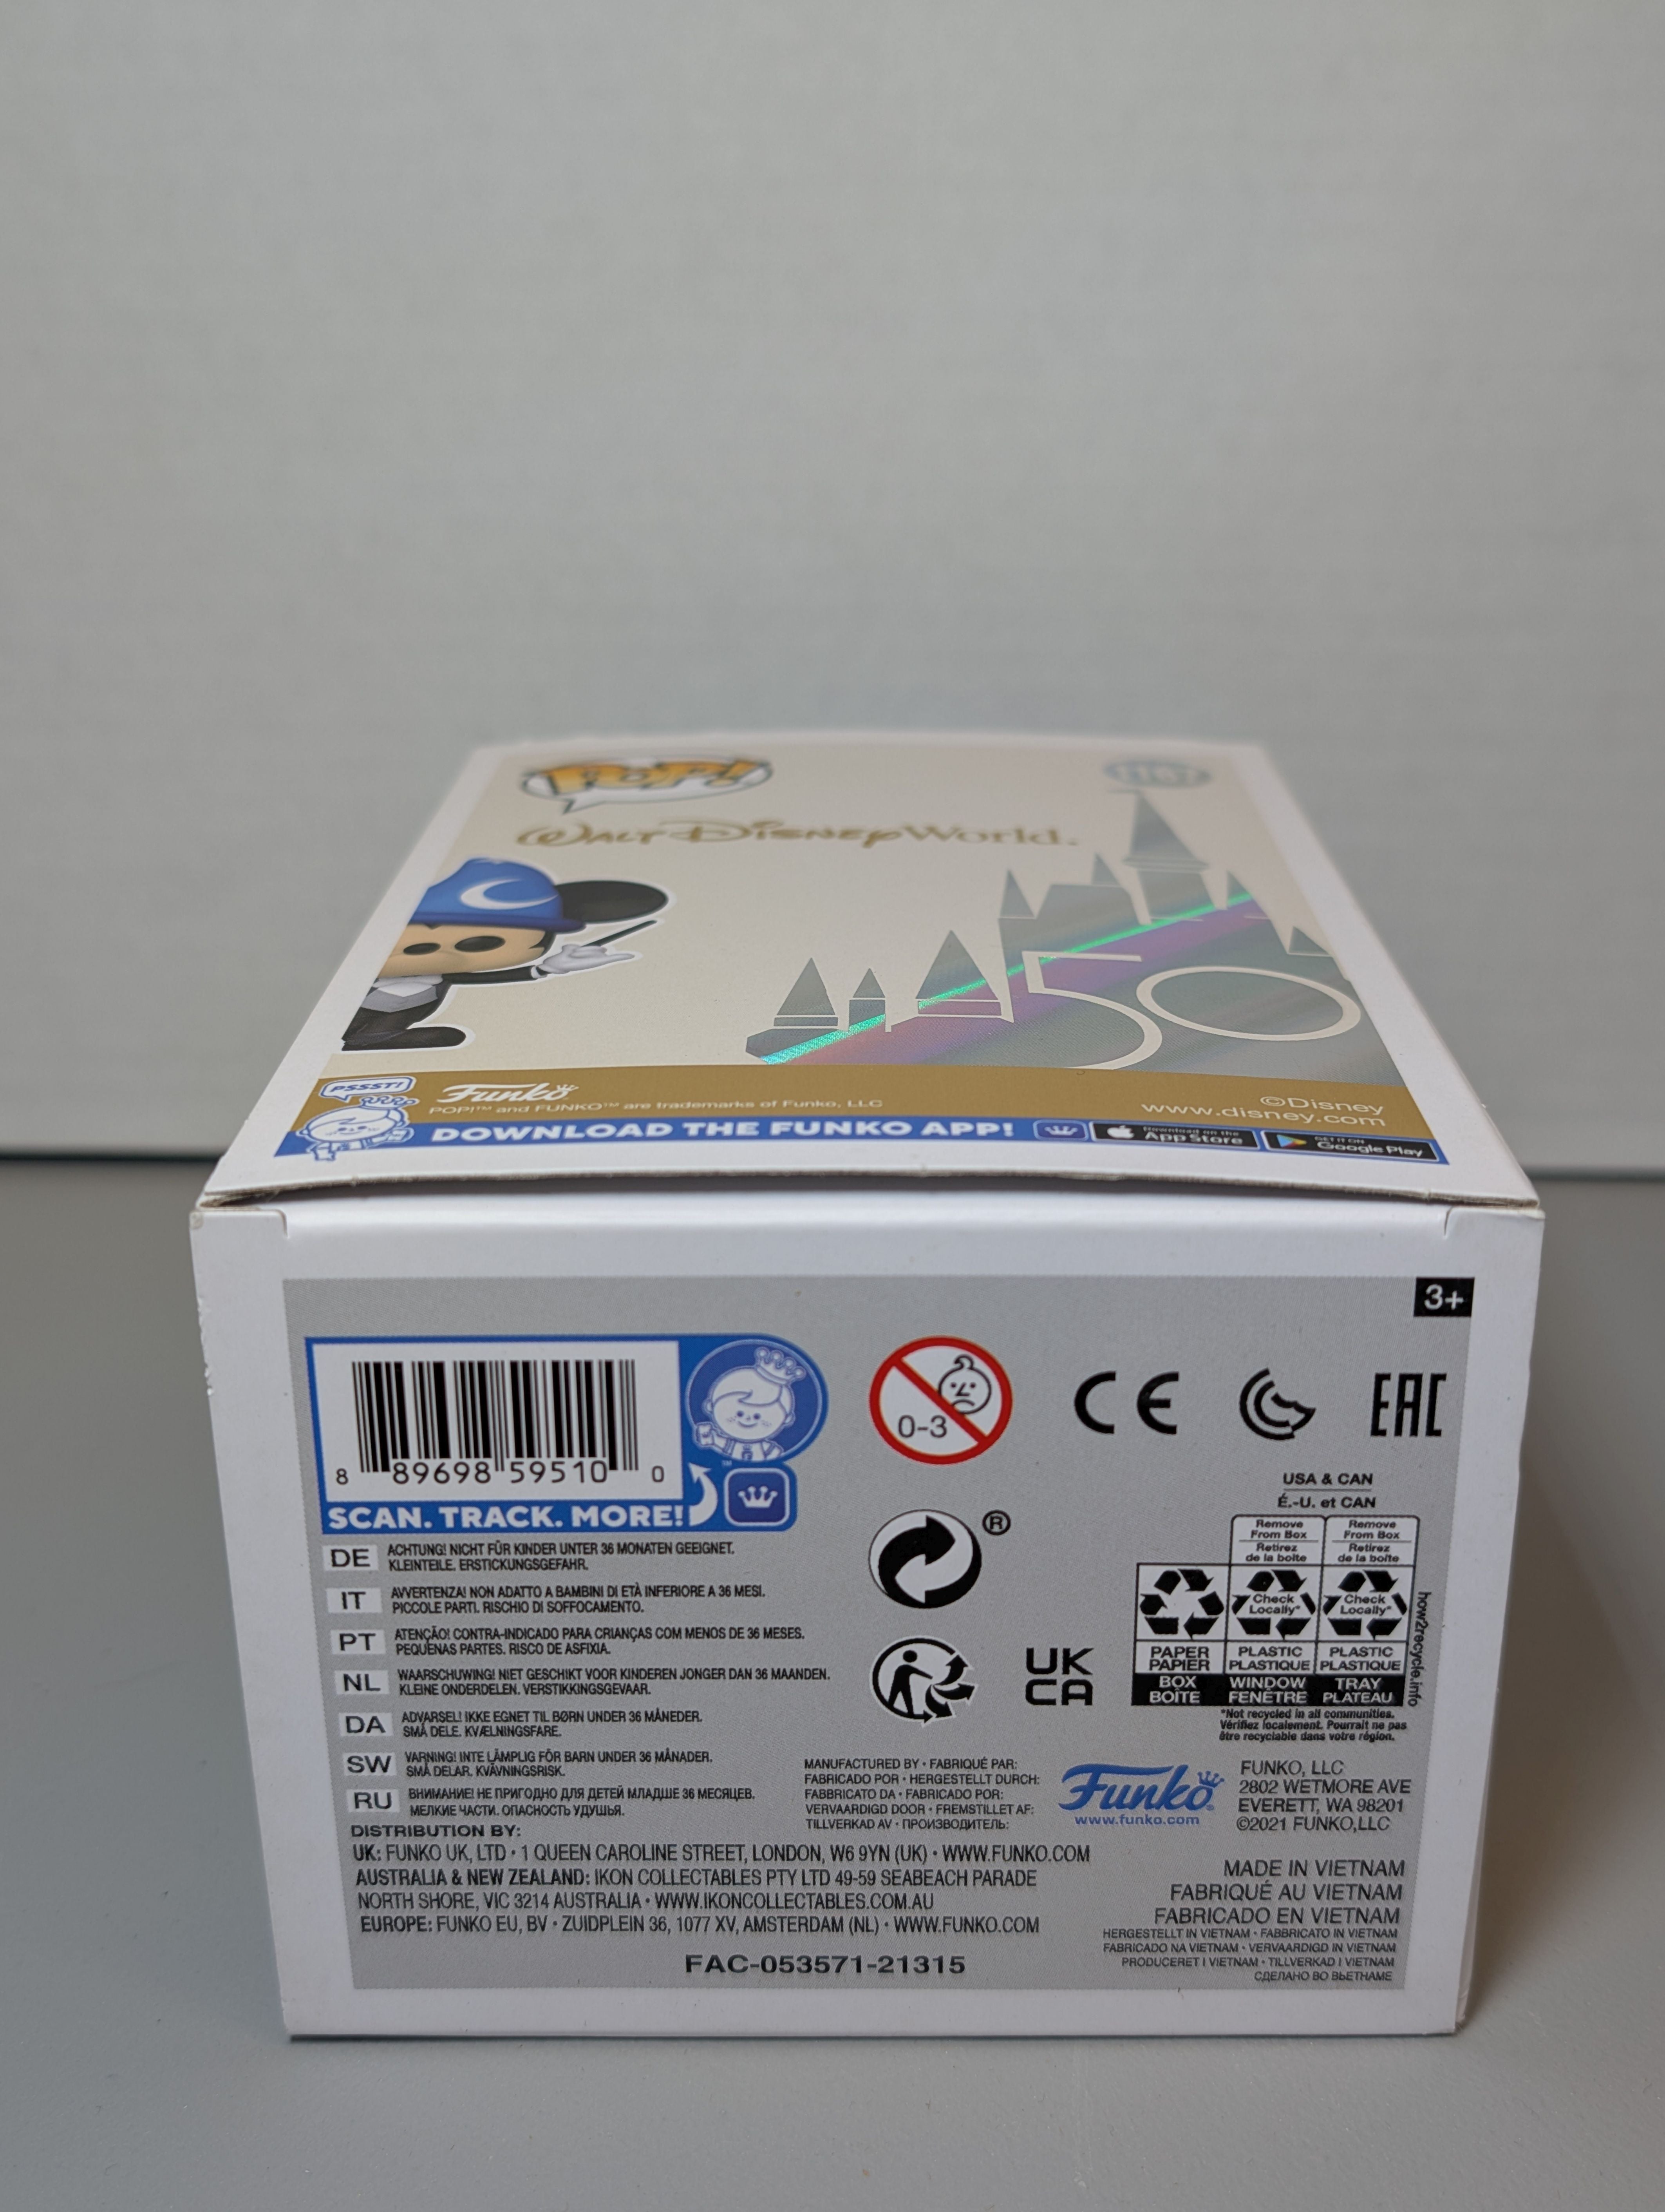 POP!
WALT DISNEY World.
50
PSSST!
Funko
POP!™ and FUNKO™ are trademarks of Funko, LLC
©Disney
www.disney.com
DOWNLOAD THE FUNKO APP!
Download on the
App Store
GET IT ON
Google Play
3+
8 89698 59510 0
SCAN. TRACK. MORE!
0-3
CE
EAC
USA & CAN
É.-U. et CAN
Remove
From Box
Retirez
de la boîte
Remove
From Box
Retirez
de la boîte
Check
Locally*
Check
Locally*
PAPER
PAPIER
PLASTIC
PLASTIQUE
PLASTIC
PLASTIQUE
BOX
BOÎTE
WINDOW
FENÊTRE
TRAY
PLATEAU
how2recycle.info
*Not recycled in all communities.
Vérifiez localement. Pourrait ne pas
être recyclable dans votre région.
®
UK
CA
DE ACHTUNG! NICHT FÜR KINDER UNTER 36 MONATEN GEEIGNET.
KLEINTEILE. ERSTICKUNGSGEFAHR.
IT AVVERTENZA! NON ADATTO A BAMBINI DI ETÀ INFERIORE A 36 MESI.
PICCOLE PARTI. RISCHIO DI SOFFOCAMENTO.
PT ATENÇÃO! CONTRA-INDICADO PARA CRIANÇAS COM MENOS DE 36 MESES.
PEQUENAS PARTES. RISCO DE ASFIXIA.
NL WAARSCHUWING! NIET GESCHIKT VOOR KINDEREN JONGER DAN 36 MAANDEN.
KLEINE ONDERDELEN. VERSTIKKINGSGEVAAR.
DA ADVARSEL! IKKE EGNET TIL BØRN UNDER 36 MÅNEDER.
SMÅ DELE. KVÆLNINGSFARE.
SW VARNING! INTE LÄMPLIG FÖR BARN UNDER 36 MÅNADER.
SMÅ DELAR. KVÄVNINGSRISK.
RU ВНИМАНИЕ! НЕ ПРИГОДНО ДЛЯ ДЕТЕЙ МЛАДШЕ 36 МЕСЯЦЕВ.
МЕЛКИЕ ЧАСТИ. ОПАСНОСТЬ УДУШЬЯ.
MANUFACTURED BY • FABRIQUÉ PAR:
FABRICADO POR • HERGESTELLT DURCH:
FABBRICATO DA • FABRICADO POR:
VERVAARDIGD DOOR • FREMSTILLET AF:
TILLVERKAD AV • ПРОИЗВОДИТЕЛЬ:
Funko
www.funko.com
FUNKO, LLC
2802 WETMORE AVE
EVERETT, WA 98201
©2021 FUNKO,LLC
DISTRIBUTION BY:
UK: FUNKO UK, LTD • 1 QUEEN CAROLINE STREET, LONDON, W6 9YN (UK) • WWW.FUNKO.COM
AUSTRALIA & NEW ZEALAND: IKON COLLECTABLES PTY LTD 49-59 SEABEACH PARADE
NORTH SHORE, VIC 3214 AUSTRALIA • WWW.IKONCOLLECTABLES.COM.AU
EUROPE: FUNKO EU, BV • ZUIDPLEIN 36, 1077 XV, AMSTERDAM (NL) • WWW.FUNKO.COM
FAC-053571-21315
MADE IN VIETNAM
FABRIQUÉ AU VIETNAM
FABRICADO EN VIETNAM
HERGESTELLT IN VIETNAM • FABBRICATO IN VIETNAM
FABRICADO NA VIETNAM • VERVAARDIGD IN VIETNAM
PRODUCERET I VIETNAM • TILLVERKAD I VIETNAM
СДЕЛАНО ВО ВЬЕТНАМЕ